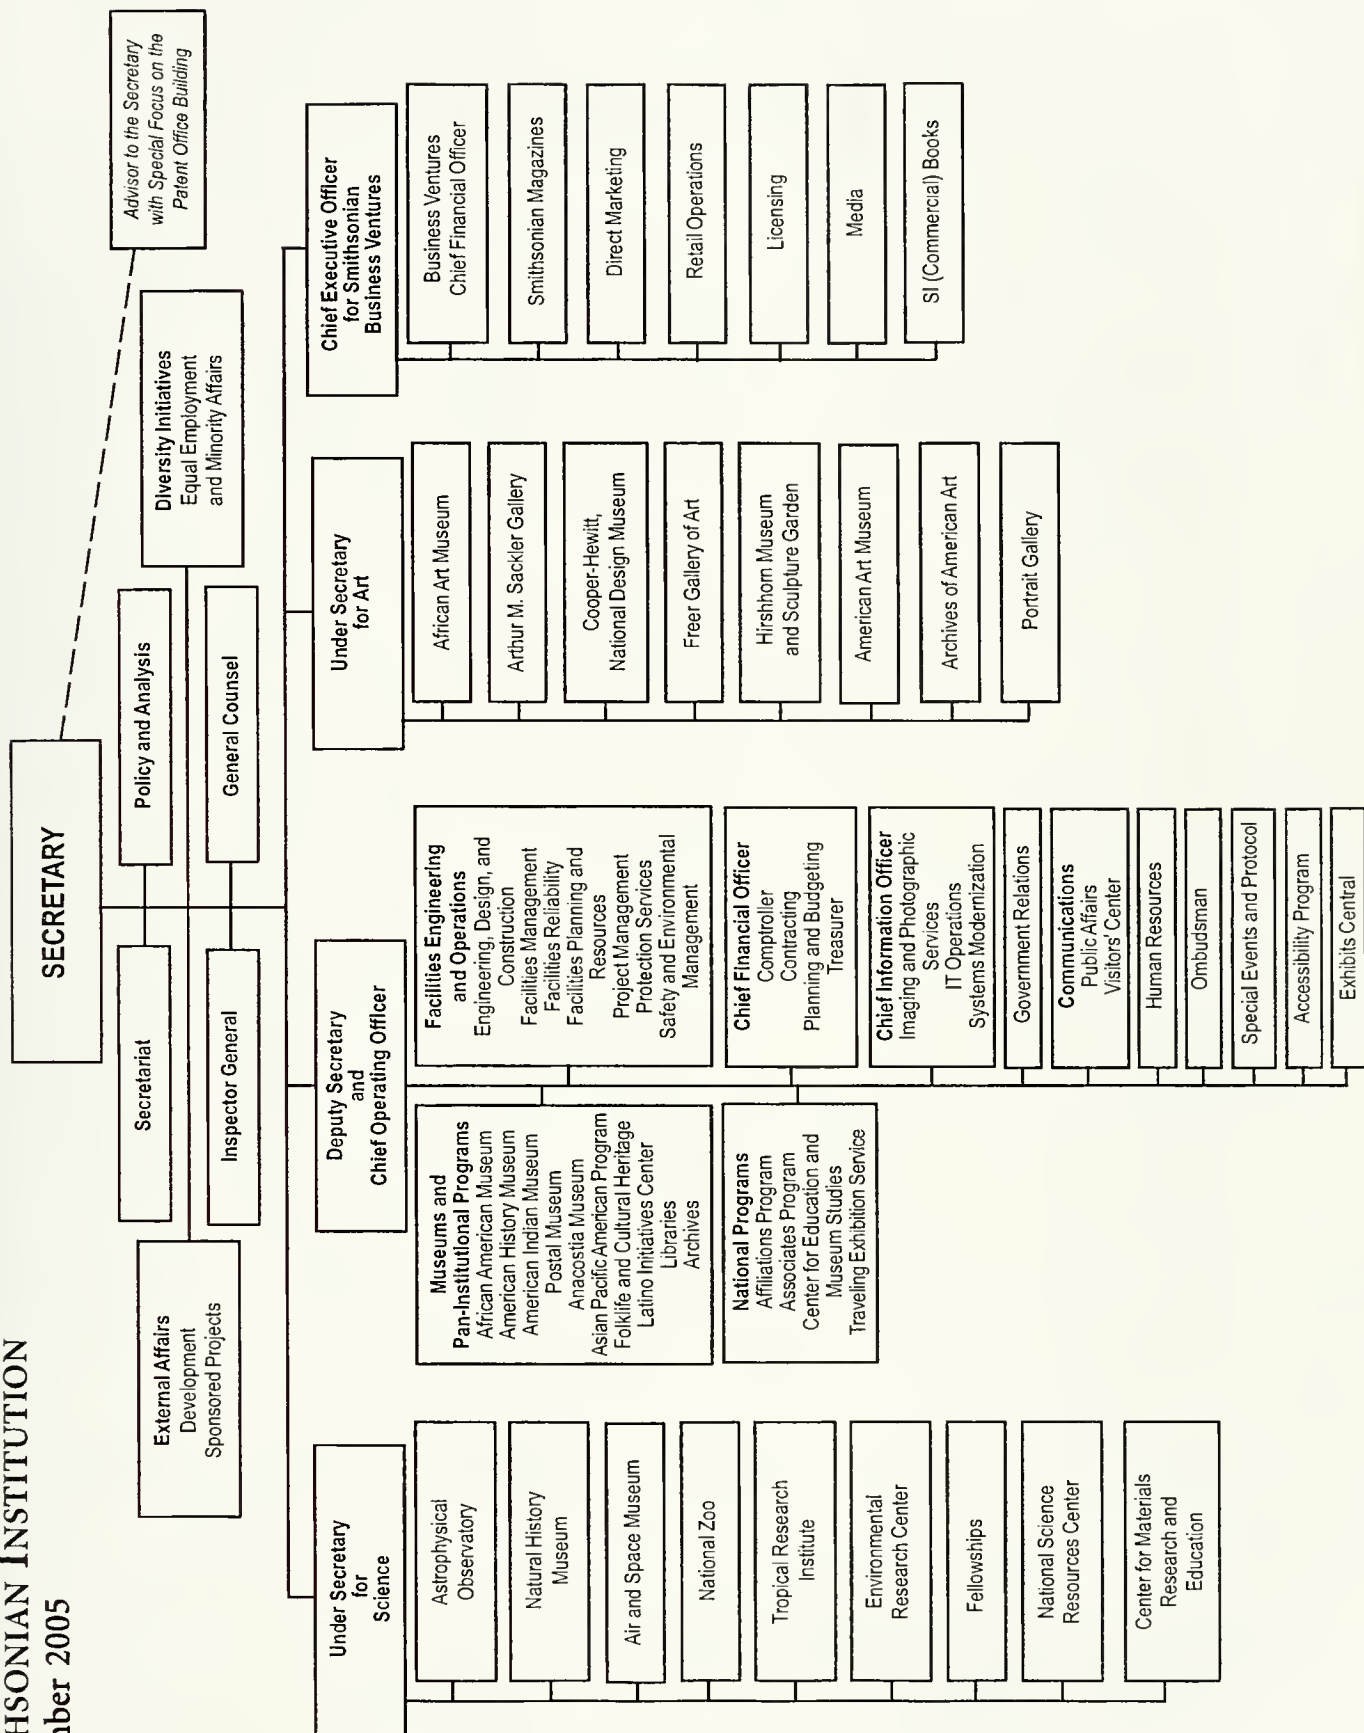 HSONIAN INSTITUTION
mber 2005
SECRETARY
Advisor to the Secretary
with Special Focus on the
Patent Office Building
Secretariat
Policy and Analysis
Inspector General
General Counsel
External Affairs
Development
Sponsored Projects
Diversity Initiatives
Equal Employment
and Minority Affairs
Under Secretary
for
Science
Astrophysical
Observatory
Natural History
Museum
Air and Space Museum
National Zoo
Tropical Research
Institute
Environmental
Research Center
Fellowships
National Science
Resources Center
Center for Materials
Research and
Education
Deputy Secretary
and
Chief Operating Officer
Museums and
Pan-Institutional Programs
African American Museum
American History Museum
American Indian Museum
Postal Museum
Anacostia Museum
Asian Pacific American Program
Folklife and Cultural Heritage
Latino Initiatives Center
Libraries
Archives
National Programs
Affiliations Program
Associates Program
Center for Education and
Museum Studies
Traveling Exhibition Service
Facilities Engineering
and Operations
Engineering, Design, and
Construction
Facilities Management
Facilities Reliability
Facilities Planning and
Resources
Project Management
Protection Services
Safety and Environmental
Management
Chief Financial Officer
Comptroller
Contracting
Planning and Budgeting
Treasurer
Chief Information Officer
Imaging and Photographic
Services
IT Operations
Systems Modernization
Government Relations
Communications
Public Affairs
Visitors' Center
Human Resources
Ombudsman
Special Events and Protocol
Accessibility Program
Exhibits Central
Under Secretary
for Art
African Art Museum
Arthur M. Sackler Gallery
Cooper-Hewitt,
National Design Museum
Freer Gallery of Art
Hirshhorn Museum
and Sculpture Garden
American Art Museum
Archives of American Art
Portrait Gallery
Chief Executive Officer
for Smithsonian
Business Ventures
Business Ventures
Chief Financial Officer
Smithsonian Magazines
Direct Marketing
Retail Operations
Licensing
Media
SI (Commercial) Books